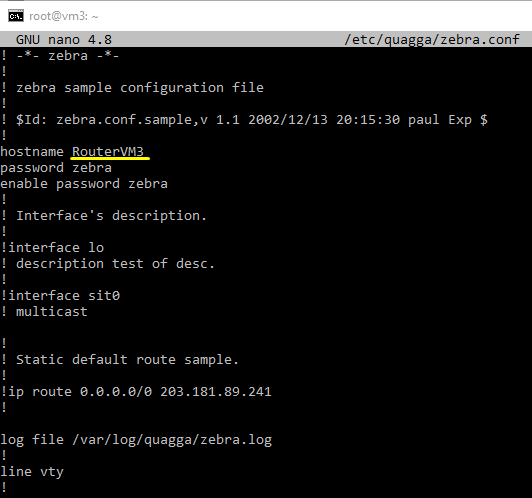 root@vm3: ~
GNU nano 4.8 /etc/quagga/zebra.conf
! -*- zebra -*-
!
! zebra sample configuration file
!
! $Id: zebra.conf.sample,v 1.1 2002/12/13 20:15:30 paul Exp $
!
hostname RouterVM3
password zebra
enable password zebra
!
! Interface's description.
!
!interface lo
! description test of desc.
!
!interface sit0
! multicast

!
! Static default route sample.
!
!ip route 0.0.0.0/0 203.181.89.241
!

log file /var/log/quagga/zebra.log
!
line vty
!